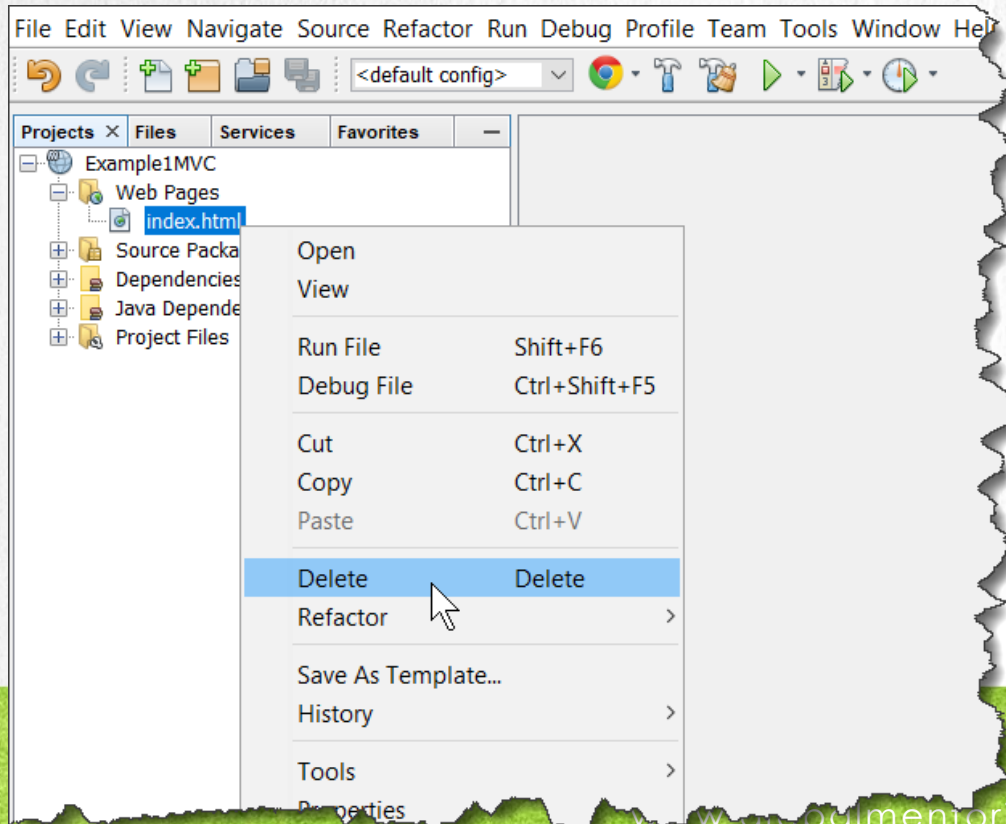 File Edit View Navigate Source Refactor Run Debug Profile Team Tools Window Help
<default config>
Projects Files Services Favorites
Example1MVC
Web Pages
index.html
Source Packa
Dependencies
Java Depende
Project Files
Open
View
Run File Shift+F6
Debug File Ctrl+Shift+F5
Cut Ctrl+X
Copy Ctrl+C
Paste Ctrl+V
Delete Delete
Refactor
Save As Template...
History
Tools
Properties